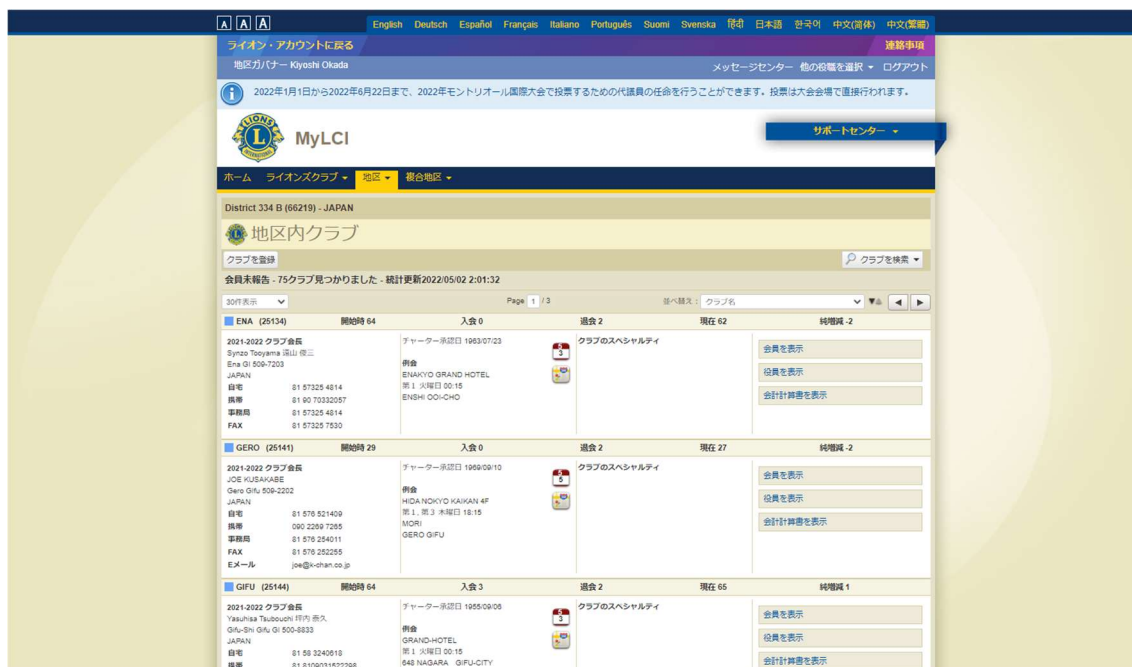 A A A English Deutsch Español Français Italiano Português Suomi Svenska हिंदी 日本語 한국어 中文(简体) 中文(繁體)
ライオン・アカウントに戻る 連絡事項
地区ガバナー Kiyoshi Okada メッセージセンター 他の役職を選択 ログアウト
2022年1月1日から2022年6月22日まで、2022年モントリオール国際大会で投票するための代議員の任命を行うことができます。投票は大会会場で直接行われます。
LIONS L INTERNATIONAL MyLCI サポートセンター
ホーム ライオンズクラブ 地区 複合地区
District 334 B (66219) - JAPAN
地区内クラブ
クラブを登録 クラブを検索
会員未報告 - 75クラブ見つかりました - 統計更新2022/05/02 2:01:32
30件表示 Page 1 /3 並べ替え： クラブ名
ENA (25134) 開始時 64 入会 0 退会 2 現在 62 純増減 -2
2021-2022 クラブ会長 チャーター承認日 1963/07/23 クラブのスペシャルティ 会員を表示
Synzo Tooyama 遠山 俊三
Ena GI 509-7203 例会 役員を表示
JAPAN ENAKYO GRAND HOTEL
自宅 81 57325 4814 第 1 火曜日 00:15 会計計算書を表示
携帯 81 90 70332057 ENSHI OOI-CHO
事務局 81 57325 4814
FAX 81 57325 7530
GERO (25141) 開始時 29 入会 0 退会 2 現在 27 純増減 -2
2021-2022 クラブ会長 チャーター承認日 1969/09/10 クラブのスペシャルティ 会員を表示
JOE KUSAKABE
Gero Gifu 509-2202 例会 役員を表示
JAPAN HIDA NOKYO KAIKAN 4F
自宅 81 576 521409 第 1, 第 3 木曜日 18:15 会計計算書を表示
携帯 090 2269 7265 MORI
事務局 81 576 254011 GERO GIFU
FAX 81 576 252255
Eメール joe@k-chan.co.jp
GIFU (25144) 開始時 64 入会 3 退会 2 現在 65 純増減 1
2021-2022 クラブ会長 チャーター承認日 1955/09/06 クラブのスペシャルティ 会員を表示
Yasuhisa Tsubouchi 坪内 泰久
Gifu-Shi Gifu GI 500-8833 例会 役員を表示
JAPAN GRAND-HOTEL
自宅 81 58 3240618 第 1 火曜日 00:15 会計計算書を表示
携帯 81 8109031522298 648 NAGARA GIFU-CITY